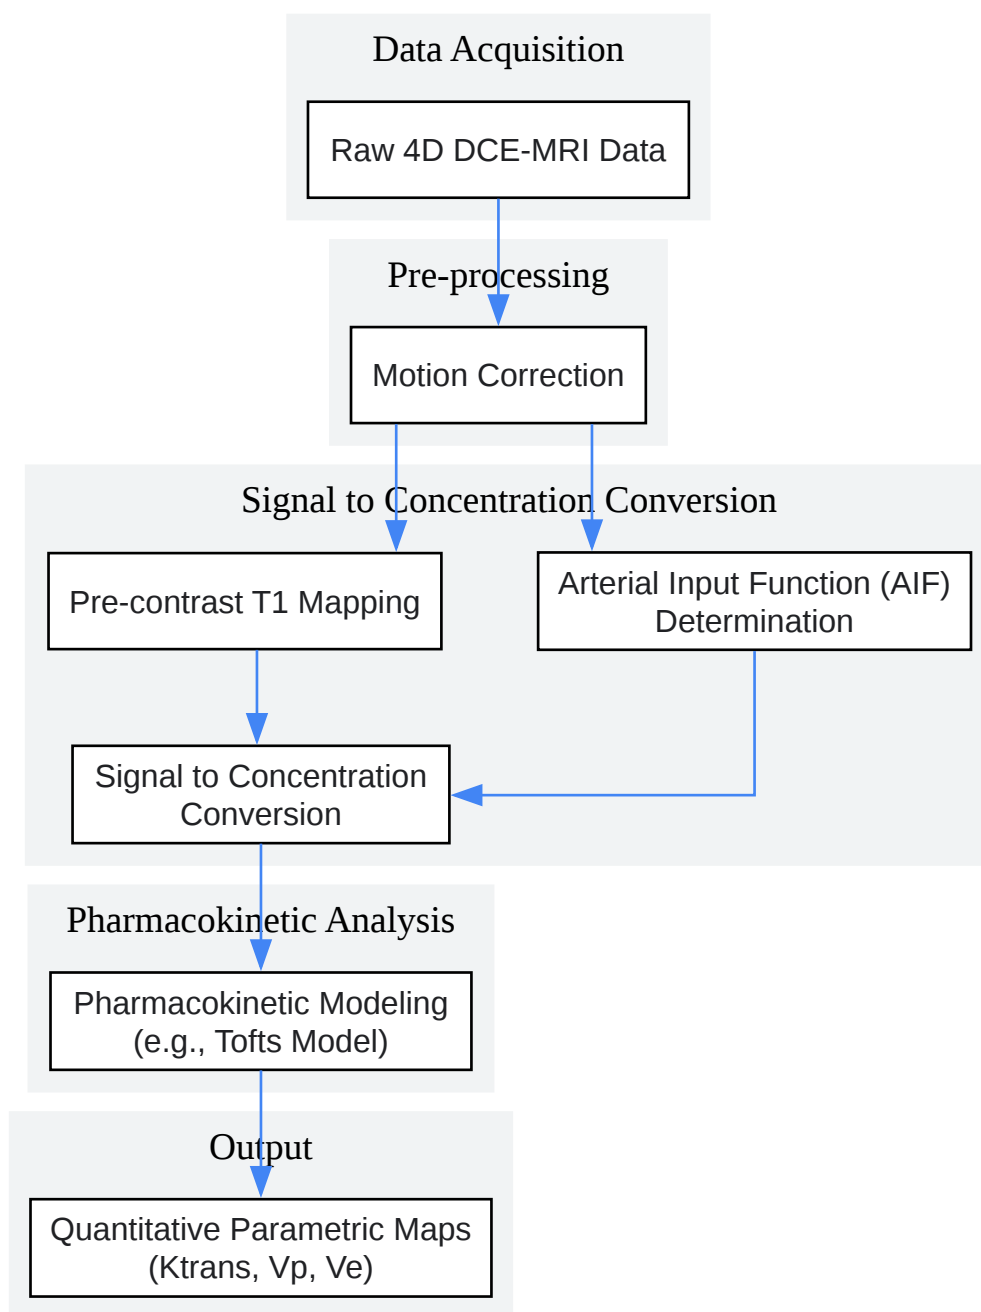 Data Acquisition
Raw 4D DCE-MRI Data
Pre-processing
Motion Correction
Signal to Concentration Conversion
Pre-contrast T1 Mapping
Arterial Input Function (AIF)
Determination
Signal to Concentration
Conversion
Pharmacokinetic Analysis
Pharmacokinetic Modeling
(e.g., Tofts Model)
Output
Quantitative Parametric Maps
(Ktrans, Vp, Ve)